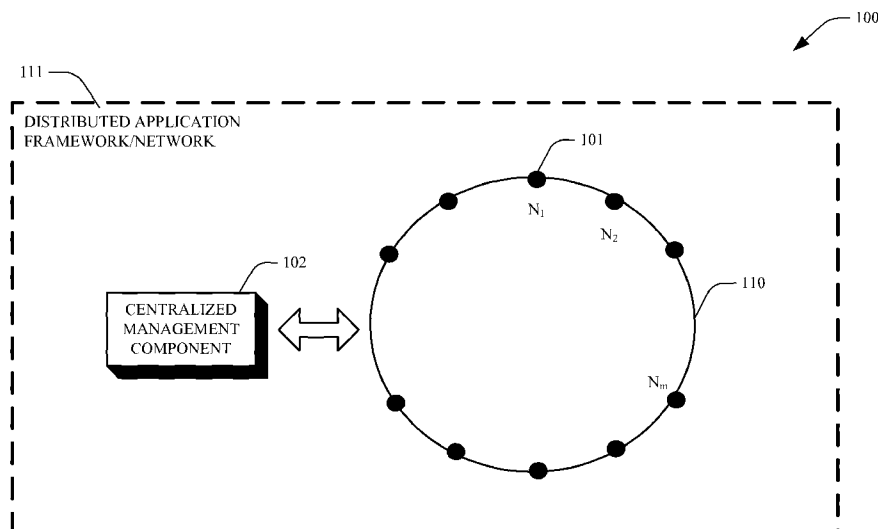 100
111
DISTRIBUTED APPLICATION
FRAMEWORK/NETWORK
101
N1
N2
102
110
CENTRALIZED
MANAGEMENT
COMPONENT
Nm